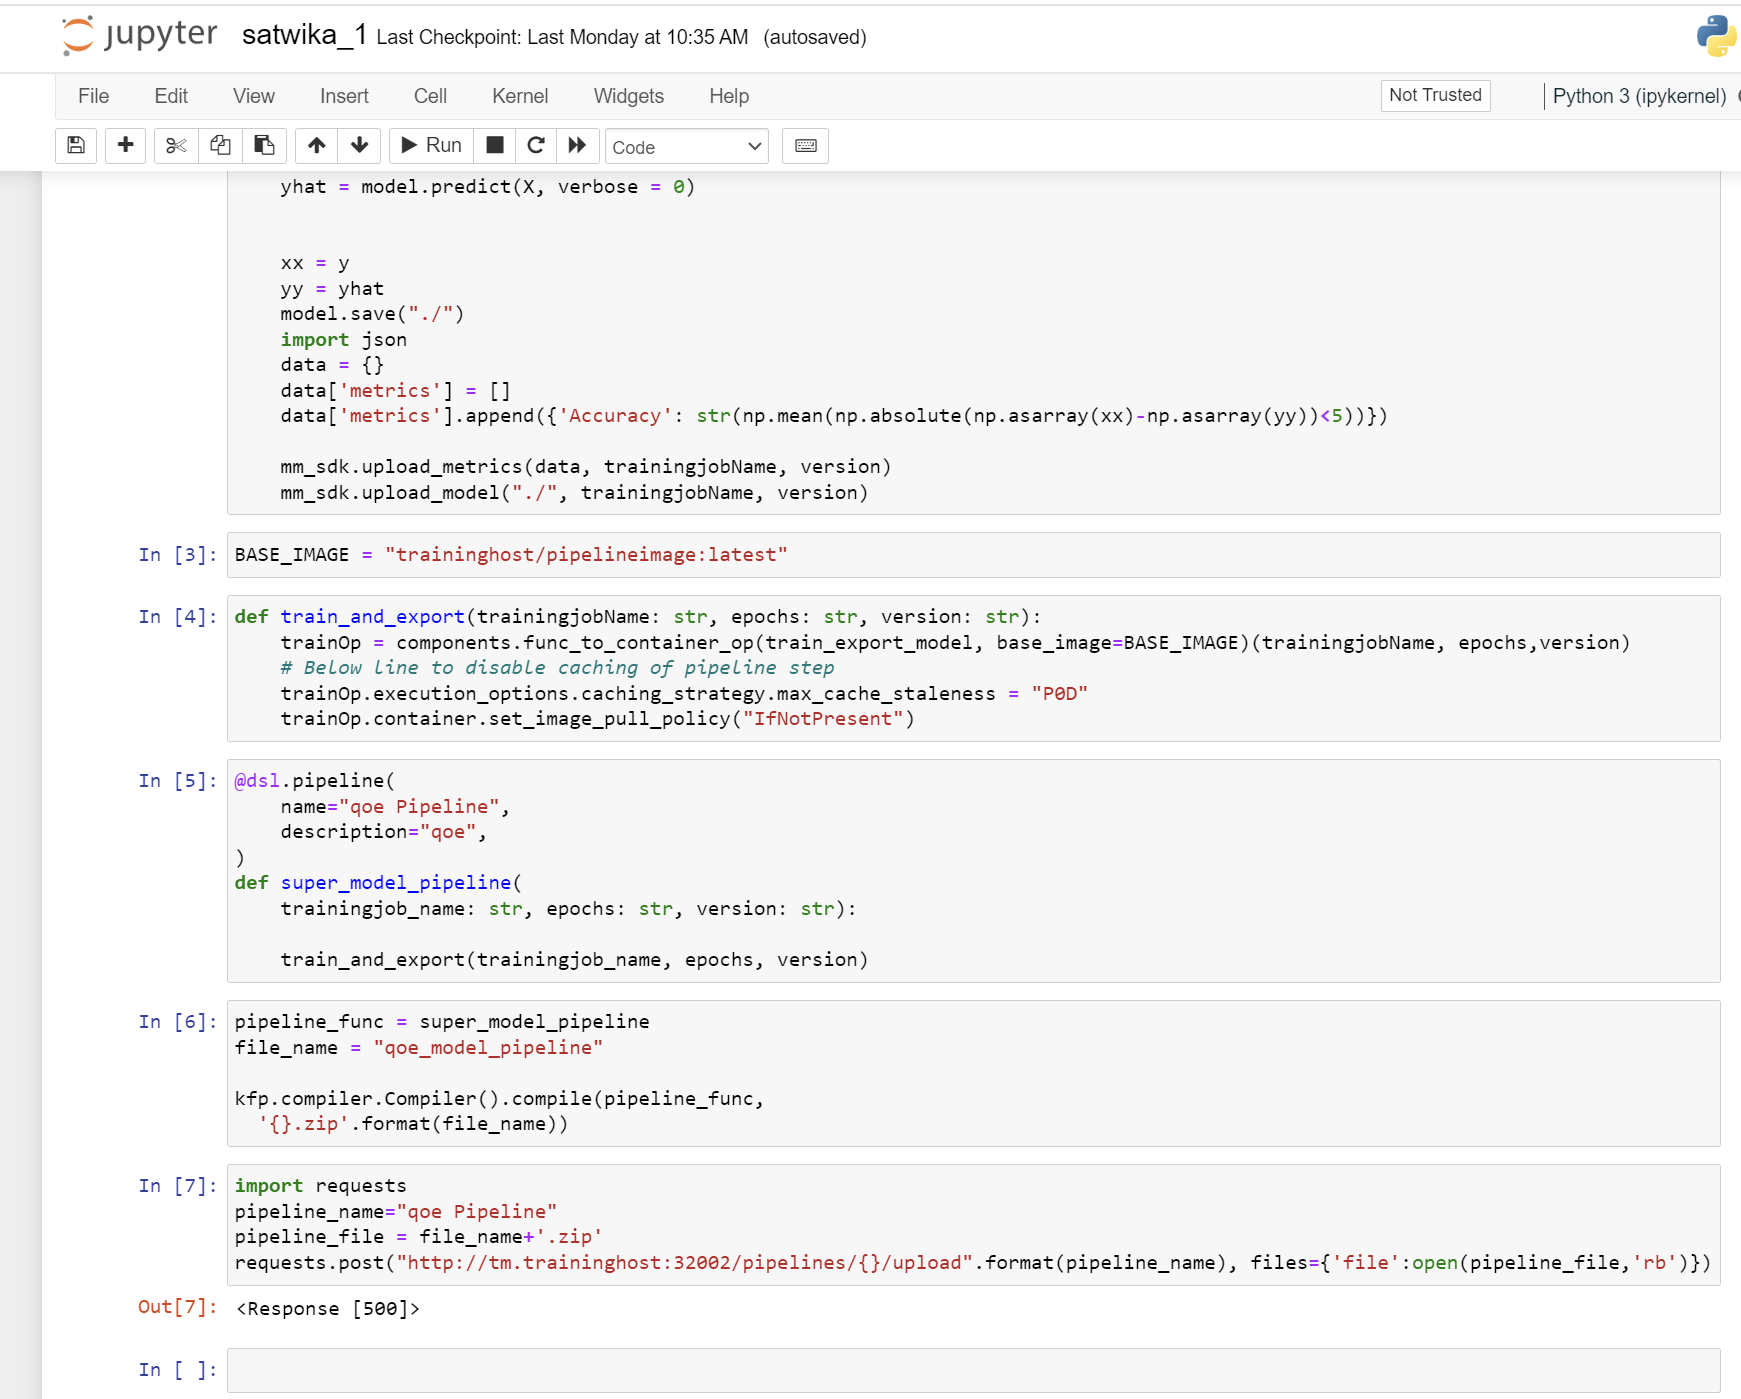 jupyter satwika_1 Last Checkpoint: Last Monday at 10:35 AM (autosaved)
File Edit View Insert Cell Kernel Widgets Help Not Trusted Python 3 (ipykernel)
Run Code
    yhat = model.predict(X, verbose = 0)
    xx = y
    yy = yhat
    model.save("./")
    import json
    data = {}
    data['metrics'] = []
    data['metrics'].append({'Accuracy': str(np.mean(np.absolute(np.asarray(xx)-np.asarray(yy))<5))})
    mm_sdk.upload_metrics(data, trainingjobName, version)
    mm_sdk.upload_model("./", trainingjobName, version)
In [3]: BASE_IMAGE = "traininghost/pipelineimage:latest"
In [4]: def train_and_export(trainingjobName: str, epochs: str, version: str):
    trainOp = components.func_to_container_op(train_export_model, base_image=BASE_IMAGE)(trainingjobName, epochs,version)
    # Below line to disable caching of pipeline step
    trainOp.execution_options.caching_strategy.max_cache_staleness = "P0D"
    trainOp.container.set_image_pull_policy("IfNotPresent")
In [5]: @dsl.pipeline(
    name="qoe Pipeline",
    description="qoe",
)
def super_model_pipeline(
    trainingjob_name: str, epochs: str, version: str):
    train_and_export(trainingjob_name, epochs, version)
In [6]: pipeline_func = super_model_pipeline
file_name = "qoe_model_pipeline"
kfp.compiler.Compiler().compile(pipeline_func,
  '{}.zip'.format(file_name))
In [7]: import requests
pipeline_name="qoe Pipeline"
pipeline_file = file_name+'.zip'
requests.post("http://tm.traininghost:32002/pipelines/{}/upload".format(pipeline_name), files={'file':open(pipeline_file,'rb')})
Out[7]: <Response [500]>
In [ ]: